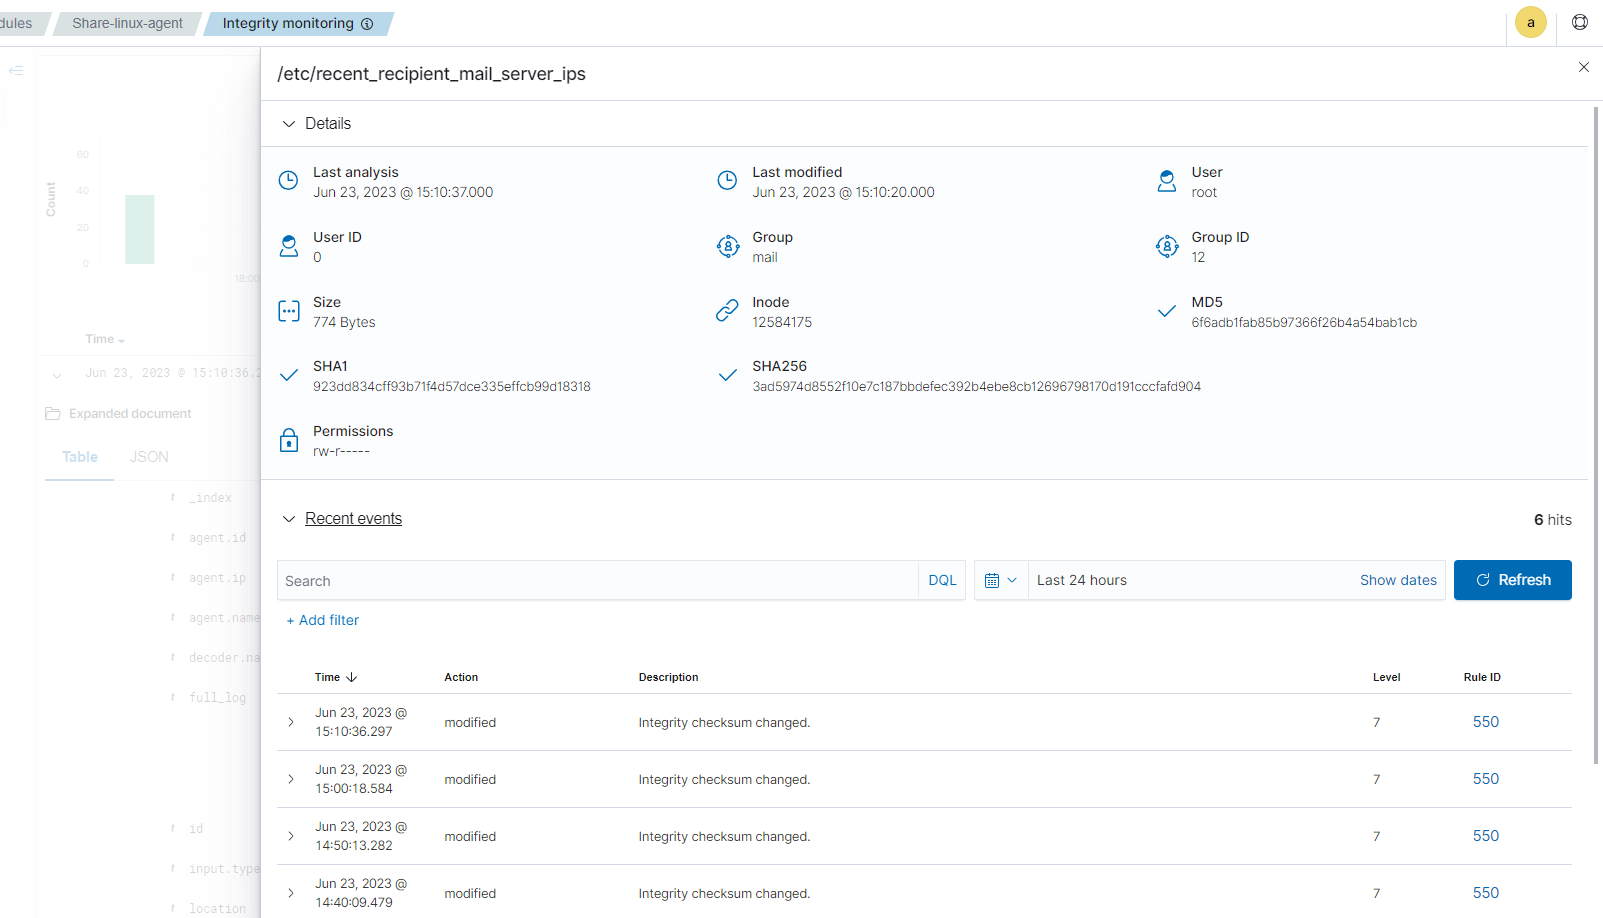 dules
Share-linux-agent
Integrity monitoring
a
/etc/recent_recipient_mail_server_ips
Details
Last analysis
Jun 23, 2023 @ 15:10:37.000
Last modified
Jun 23, 2023 @ 15:10:20.000
User
root
User ID
0
Group
mail
Group ID
12
Size
774 Bytes
Inode
12584175
MD5
6f6adb1fab85b97366f26b4a54bab1cb
SHA1
923dd834cff93b71f4d57dce335effcb99d18318
SHA256
3ad5974d8552f10e7c187bbdefec392b4ebe8cb12696798170d191cccfafd904
Permissions
rw-r-----
Recent events
6 hits
Search
DQL
Last 24 hours
Show dates
Refresh
+ Add filter
Time
Action
Description
Level
Rule ID
Jun 23, 2023 @
15:10:36.297
modified
Integrity checksum changed.
7
550
Jun 23, 2023 @
15:00:18.584
modified
Integrity checksum changed.
7
550
Jun 23, 2023 @
14:50:13.282
modified
Integrity checksum changed.
7
550
Jun 23, 2023 @
14:40:09.479
modified
Integrity checksum changed.
7
550
60
40
20
0
Count
18:00
Time
Jun 23, 2023 @ 15:10:36.2
Expanded document
Table
JSON
t _index
t agent.id
t agent.ip
t agent.name
t decoder.na
t full_log
t id
t input.type
t location